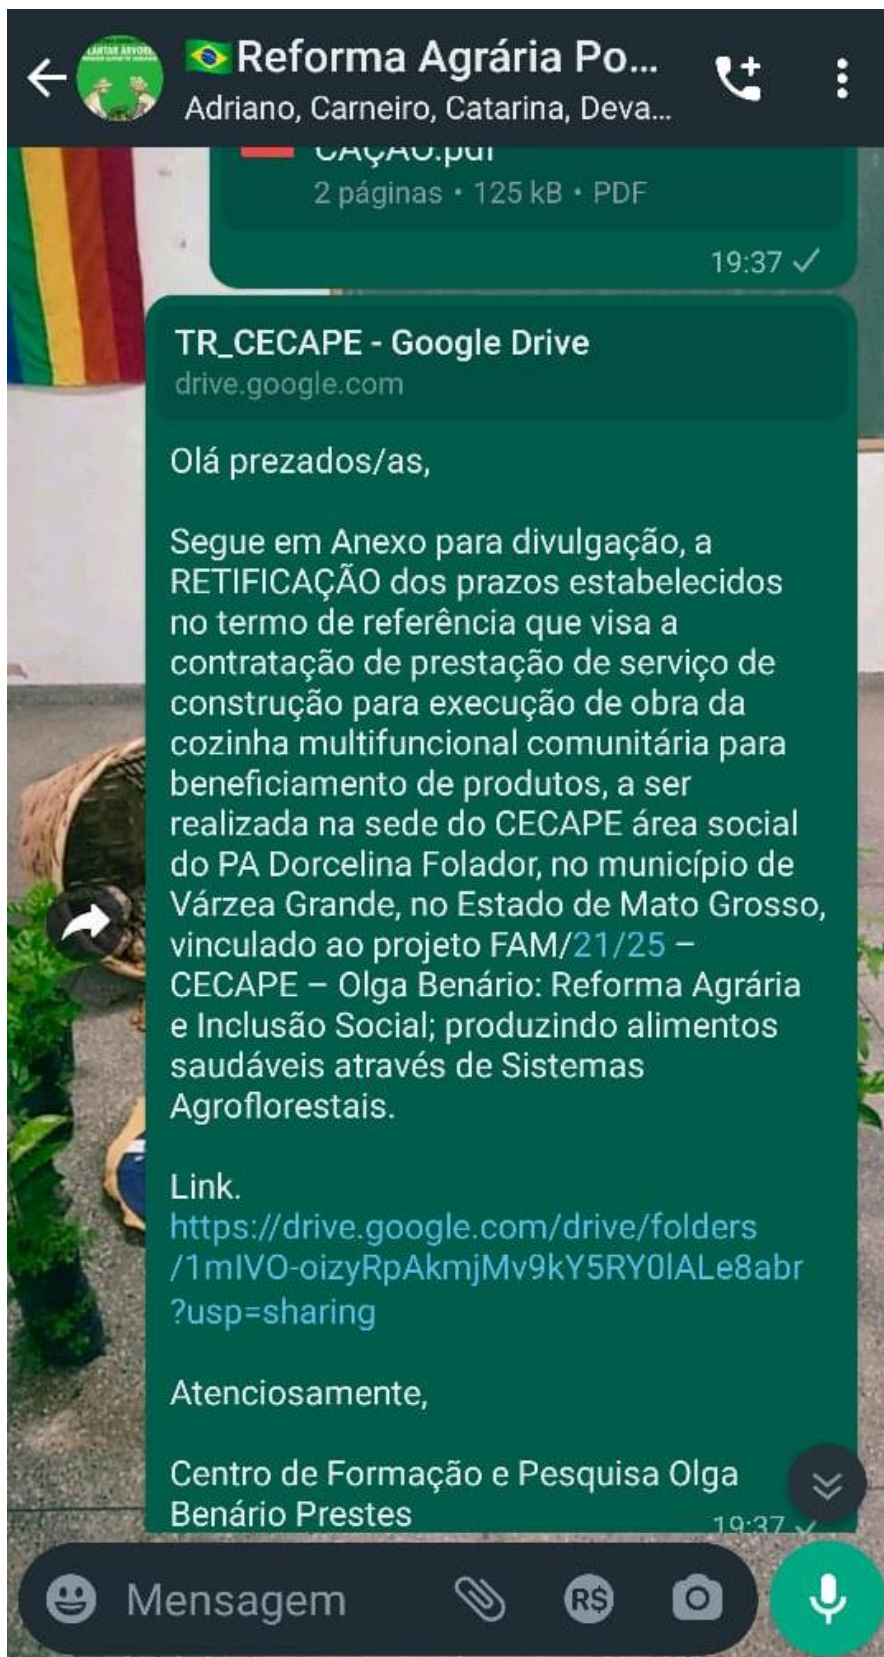 🇧🇷Reforma Agrária Po...
Adriano, Carneiro, Catarina, Deva...
CAÇÃO.pdf
2 páginas • 125 kB • PDF
19:37
TR_CECAPE - Google Drive
drive.google.com
Olá prezados/as,
Segue em Anexo para divulgação, a
RETIFICAÇÃO dos prazos estabelecidos
no termo de referência que visa a
contratação de prestação de serviço de
construção para execução de obra da
cozinha multifuncional comunitária para
beneficiamento de produtos, a ser
realizada na sede do CECAPE área social
do PA Dorcelina Folador, no município de
Várzea Grande, no Estado de Mato Grosso,
vinculado ao projeto FAM/21/25 –
CECAPE – Olga Benário: Reforma Agrária
e Inclusão Social; produzindo alimentos
saudáveis através de Sistemas
Agroflorestais.
Link.
https://drive.google.com/drive/folders
/1mIVO-oizyRpAkmjMv9kY5RY0lALe8abr
?usp=sharing
Atenciosamente,
Centro de Formação e Pesquisa Olga
Benário Prestes
19:37
Mensagem
R$